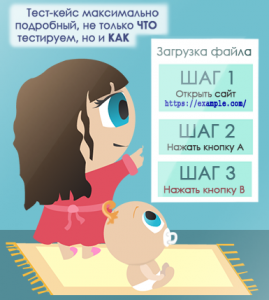 Тест-кейс максимально
подробный, не только ЧТО
тестируем, но и КАК
Загрузка файла
ШАГ 1
Открыть сайт
https://example.com/
ШАГ 2
Нажать кнопку А
ШАГ 3
Нажать кнопку В